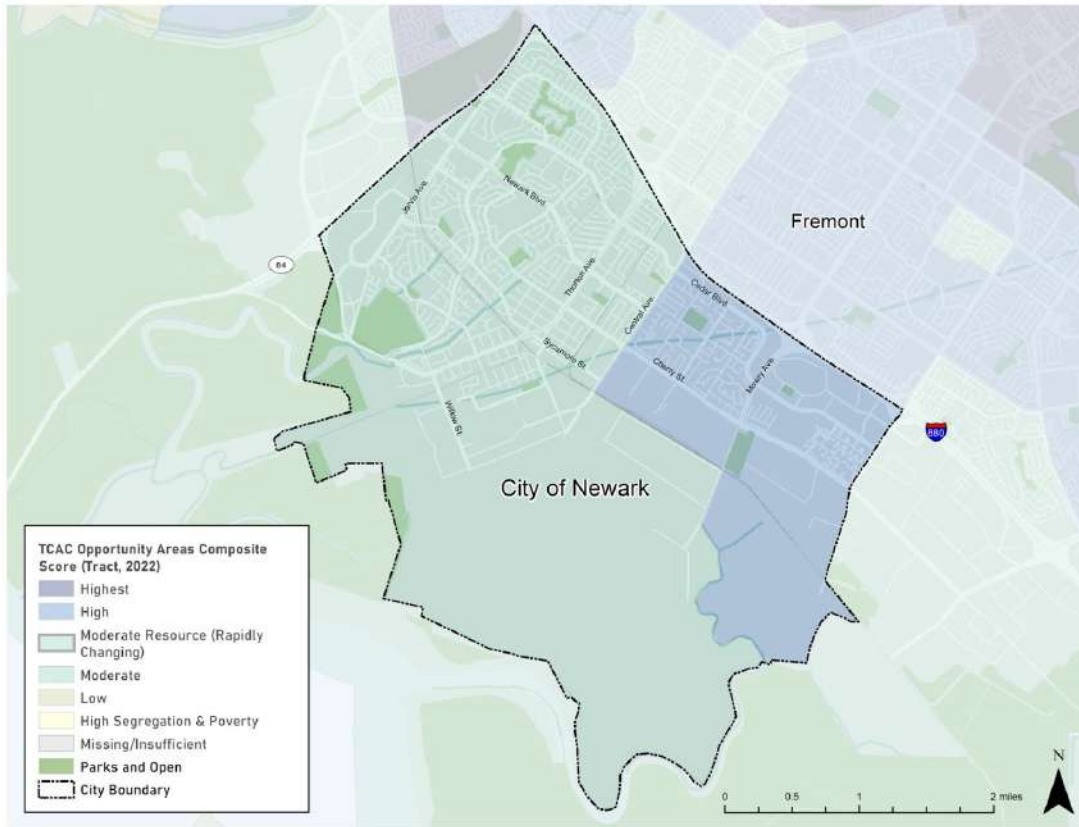 Fremont
Jarvis Ave.
Newark Blvd.
84
Thorton Ave.
Cedar Blvd.
Central Ave.
Sycamore St.
Cherry St.
Mowry Ave.
Willow St.
880
City of Newark
TCAC Opportunity Areas Composite
Score (Tract, 2022)
Highest
High
Moderate Resource (Rapidly
Changing)
Moderate
Low
High Segregation & Poverty
Missing/Insufficient
Parks and Open
City Boundary
N
0 0.5 1 2 miles